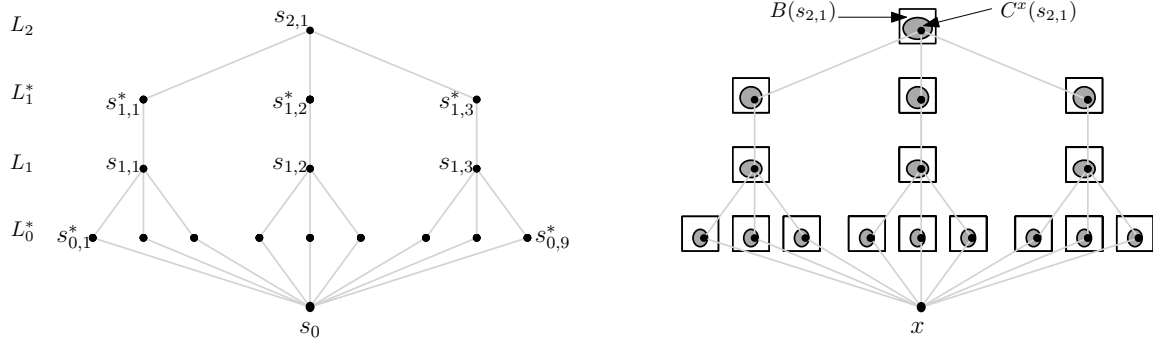 L_2 s_{2,1} B(s_{2,1}) C^x(s_{2,1})
L_1^* s_{1,1}^* s_{1,2}^* s_{1,3}^*
L_1 s_{1,1} s_{1,2} s_{1,3}
L_0^* s_{0,1}^* s_{0,9}^*
s_0 x